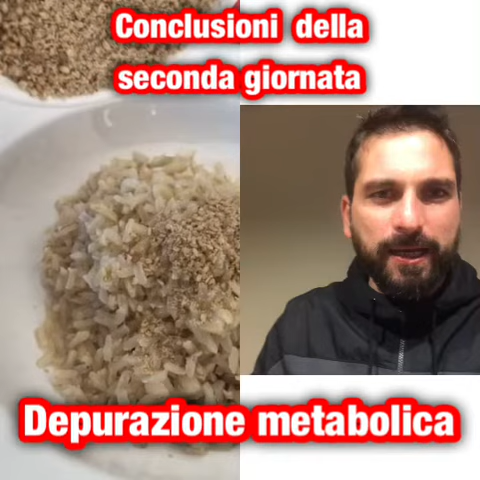 Conclusioni della
seconda giornata
Depurazione metabolica